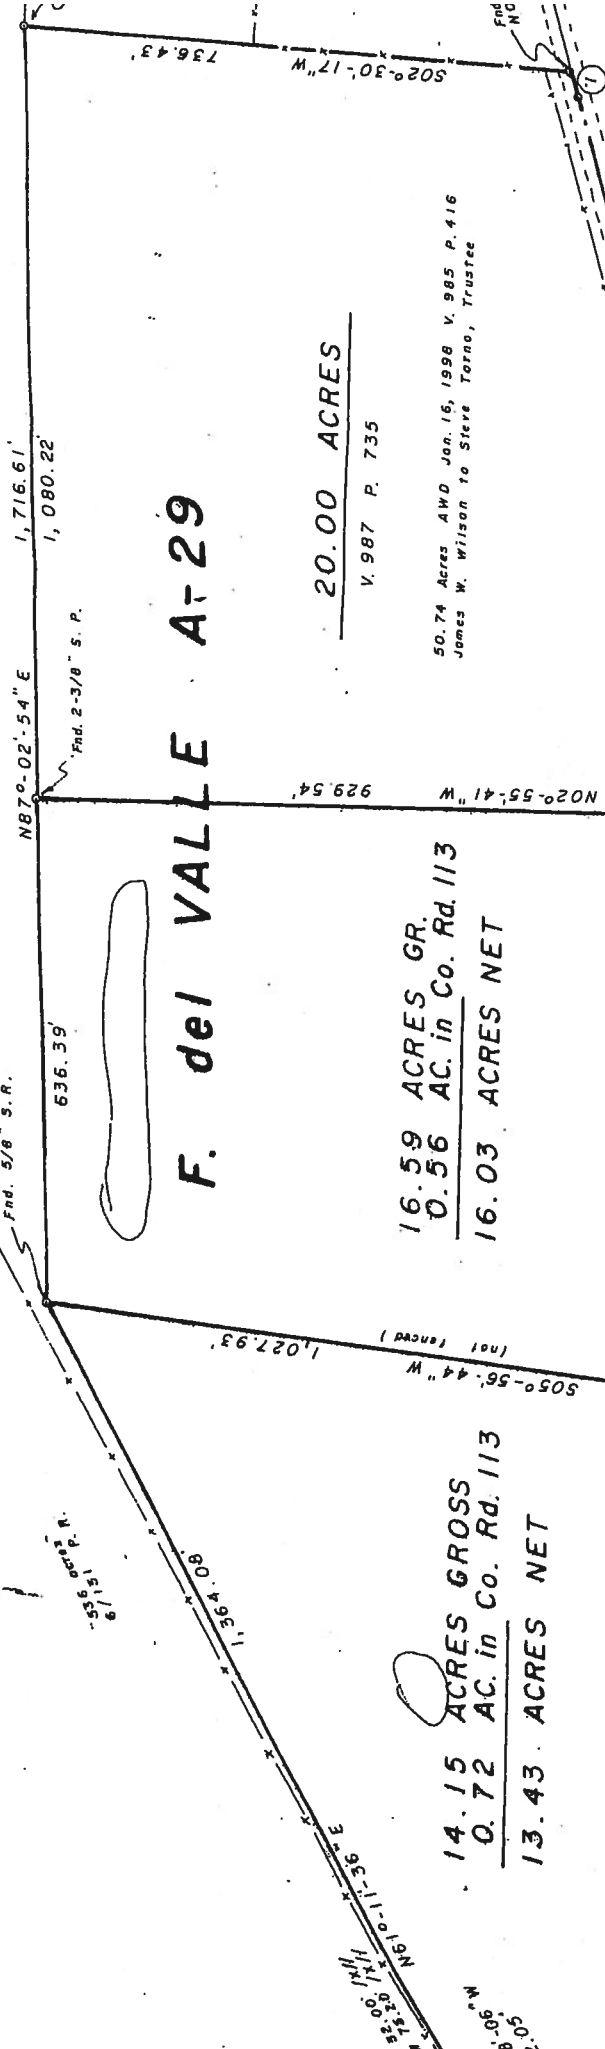 1,716.61'
1,080.22'
N87°-02'-54" E
Fnd. 2-3/8" S. P.
636.39'
Fnd. 5/8" S. R.
736.43'
S02°-30'-17"W
Fnd
F. del VALLE A-29
20.00 ACRES
V. 987 P. 735
50.74 Acres AWD Jan. 16, 1998 V. 985 P. 416
James W. Wilson to Steve Torno, Trustee
929.54'
N02°-55'-41" W
16.59 ACRES GR.
0.56 AC. in Co. Rd. 113
16.03 ACRES NET
1,027.93'
(not fenced)
S05°-56'-44" W
536 acres
6/151 P. R.
1,364.08'
N61°-11'-36" E
14.15 ACRES GROSS
0.72 AC. in Co. Rd. 113
13.43 ACRES NET